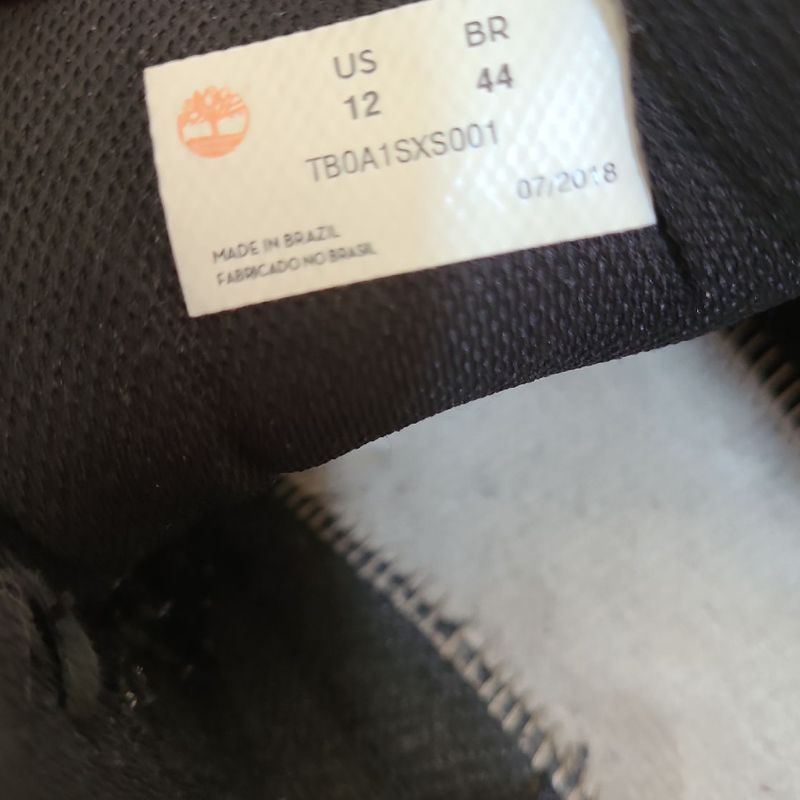 US BR
12 44
TB0A1SXS001
07/2018
MADE IN BRAZIL
FABRICADO NO BRASIL